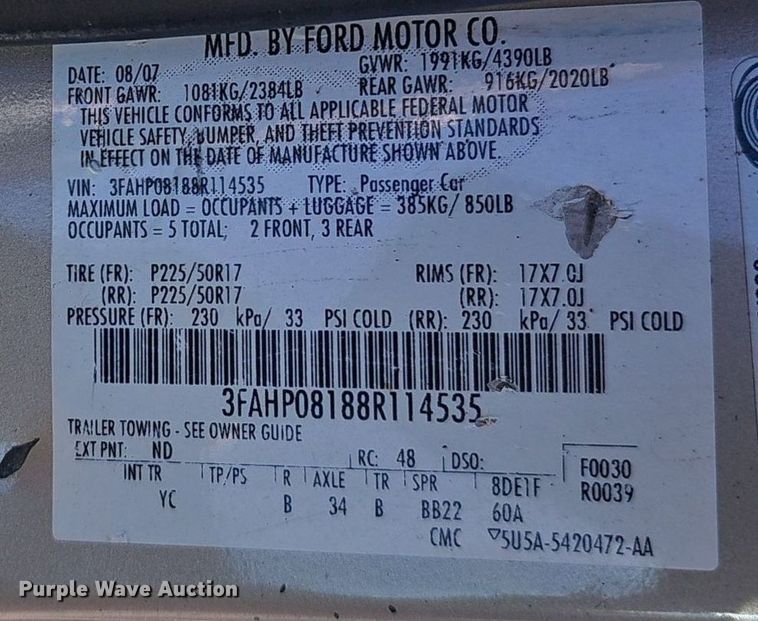 MFD. BY FORD MOTOR CO.
DATE: 08/07 GVWR: 1991KG/4390LB
FRONT GAWR: 1081KG/2384LB REAR GAWR: 916KG/2020LB
THIS VEHICLE CONFORMS TO ALL APPLICABLE FEDERAL MOTOR
VEHICLE SAFETY, BUMPER, AND THEFT PREVENTION STANDARDS
IN EFFECT ON THE DATE OF MANUFACTURE SHOWN ABOVE.
VIN: 3FAHP08188R114535 TYPE: Passenger Car
MAXIMUM LOAD = OCCUPANTS + LUGGAGE = 385KG/ 850LB
OCCUPANTS = 5 TOTAL; 2 FRONT, 3 REAR
TIRE (FR): P225/50R17 RIMS (FR): 17X7.0J
(RR): P225/50R17 (RR): 17X7.0J
PRESSURE (FR): 230 kPa/ 33 PSI COLD (RR): 230 kPa/ 33 PSI COLD
3FAHP08188R114535
TRAILER TOWING - SEE OWNER GUIDE
EXT PNT: ND RC: 48 DSO: F0030
INT TR TP/PS R AXLE TR SPR 8DE1F R0039
YC B 34 B BB22 60A
CMC 5U5A-5420472-AA
Purple Wave Auction